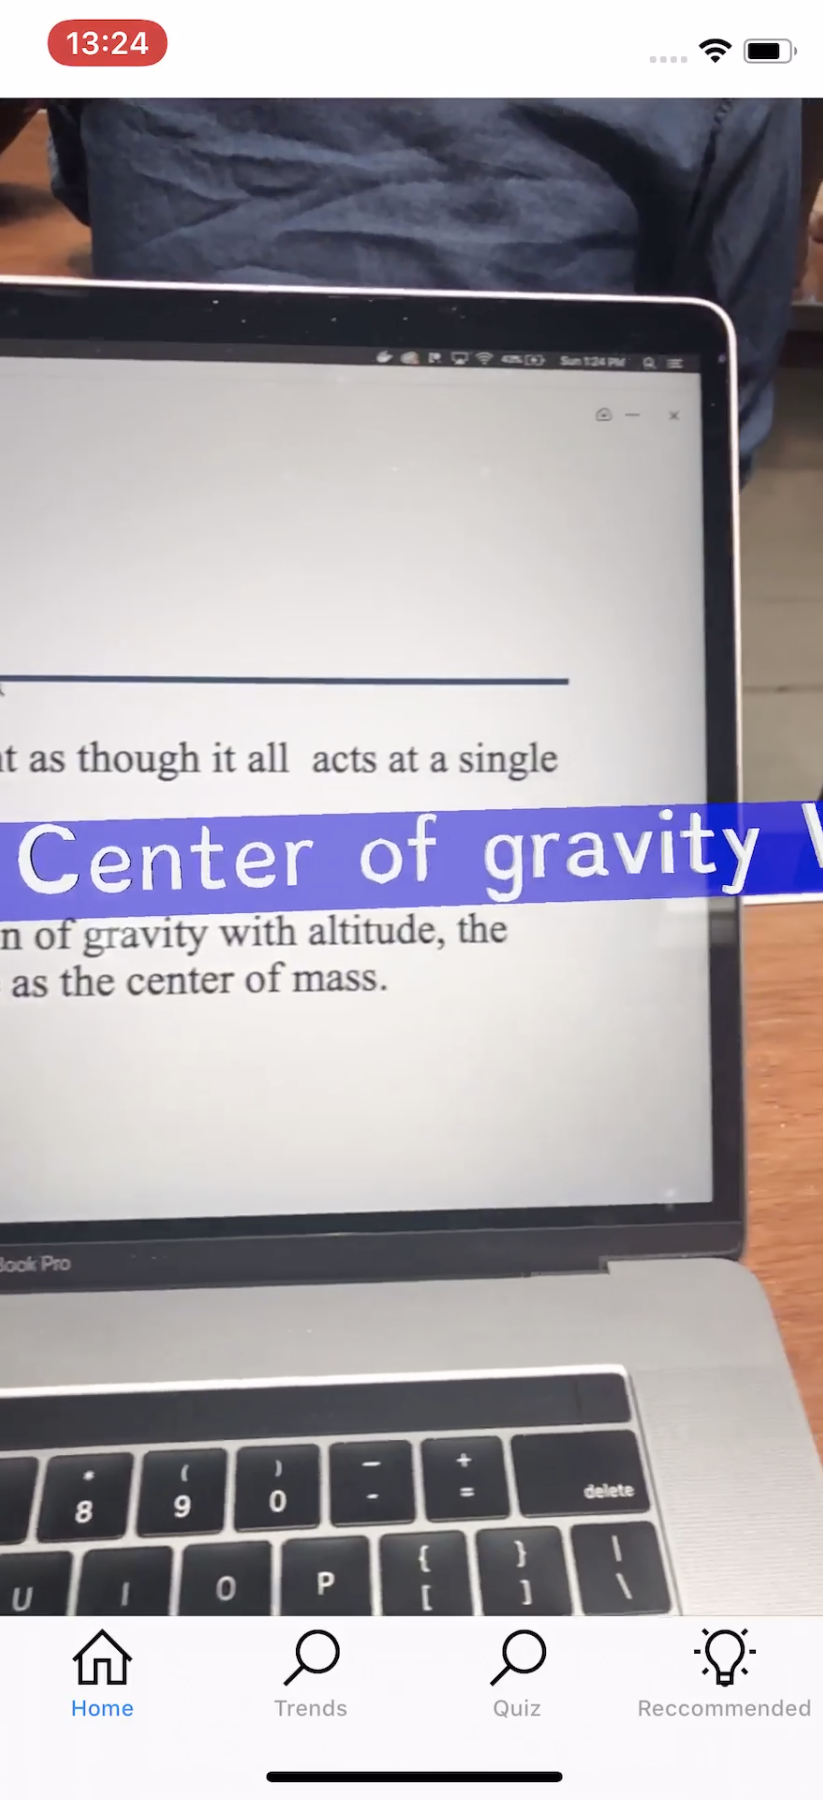 13:24
43%
Sun 1:24 PM
as though it all acts at a single
Center of gravity
of gravity with altitude, the
as the center of mass.
Book Pro
* ( ) — +
8 9 0 - = delete
{ } |
U I O P [ ] \
Home Trends Quiz Reccommended